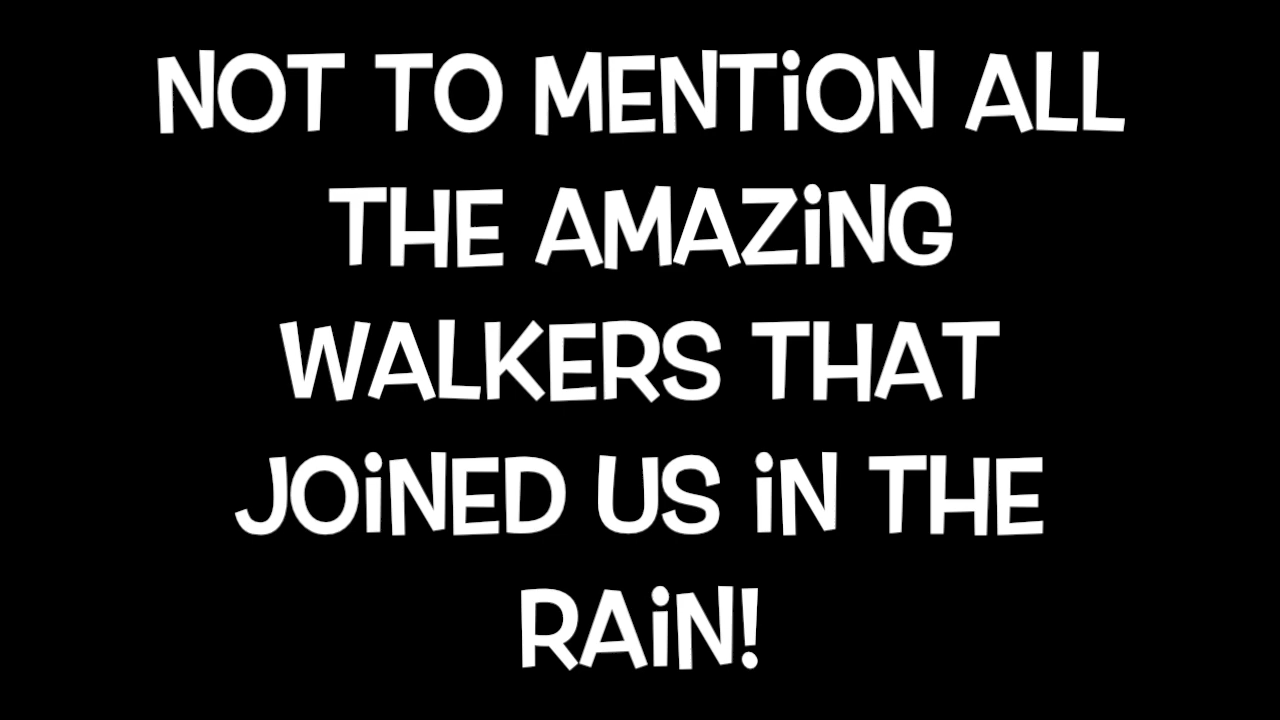 NOT TO MENTiON ALL
THE AMAZiNG
WALKERS THAT
JOiNED US iN THE
RAiN!